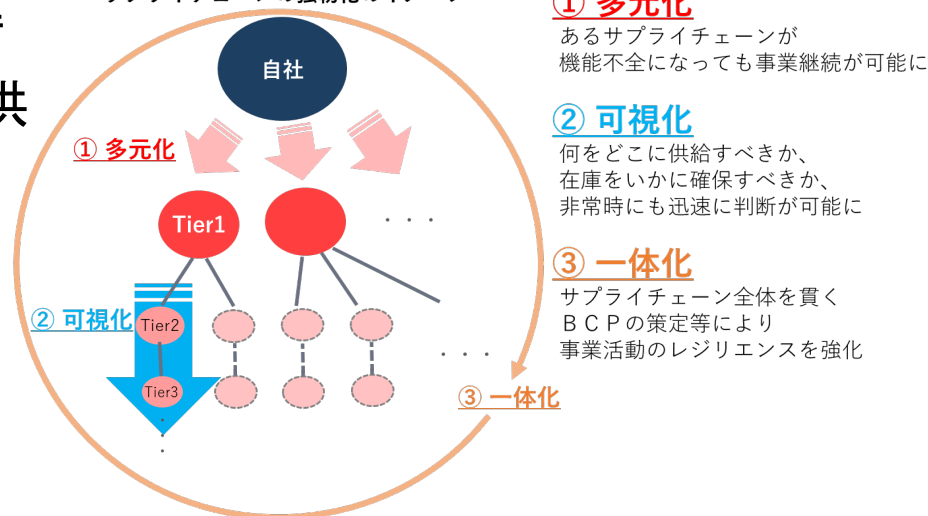 供
自社
① 多元化
Tier1
・・・
② 可視化
Tier2
Tier3
・・・
③ 一体化
① 多元化
あるサプライチェーンが
機能不全になっても事業継続が可能に
② 可視化
何をどこに供給すべきか、
在庫をいかに確保すべきか、
非常時にも迅速に判断が可能に
③ 一体化
サプライチェーン全体を貫く
ＢＣＰの策定等により
事業活動のレジリエンスを強化